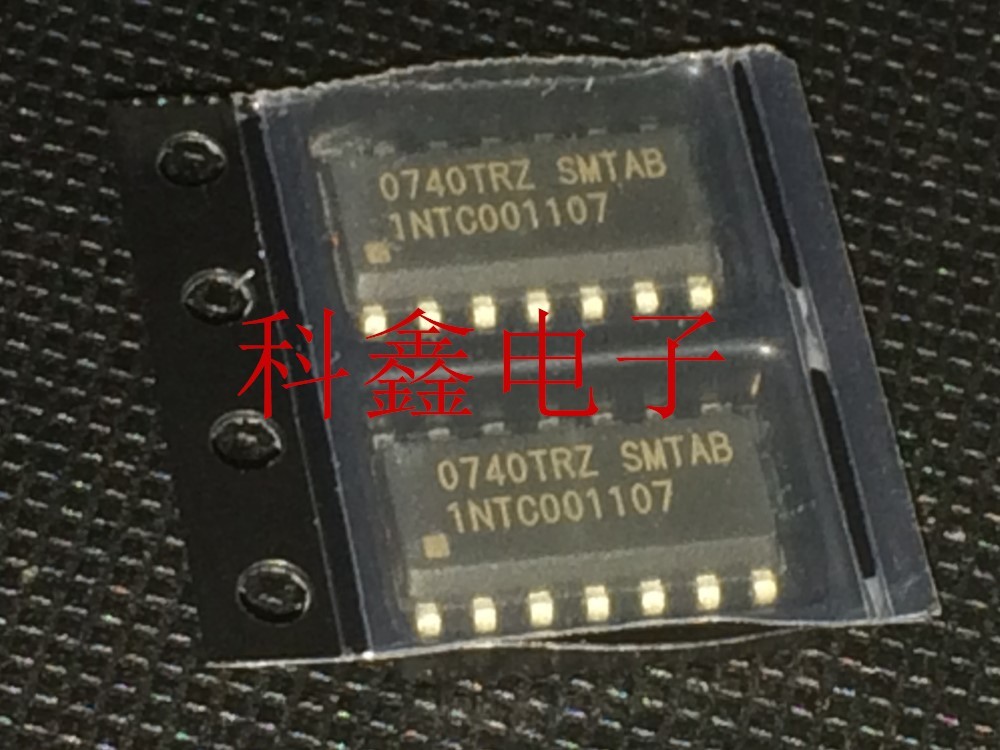 0740TRZ SMTAB
1NTC001107
科鑫电子
0740TRZ SMTAB
1NTC001107